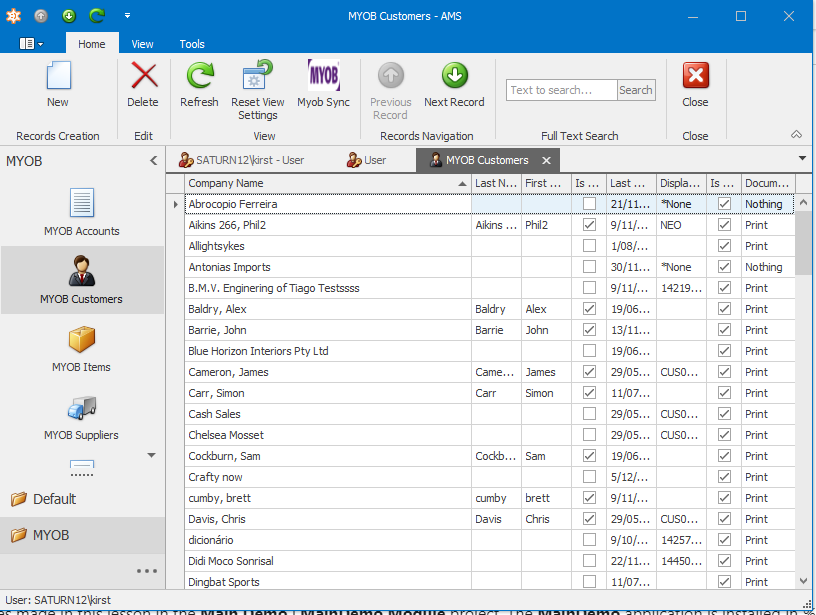 MYOB Customers - AMS
Home View Tools
New
Delete
Refresh
Reset View Settings
MYOB
Myob Sync
Previous Record
Next Record
Text to search...
Search
Close
Records Creation
Edit
View
Records Navigation
Full Text Search
Close
MYOB
MYOB Accounts
MYOB Customers
MYOB Items
MYOB Suppliers
Default
MYOB
SATURN12\kirst - User
User
MYOB Customers
Company Name Last N... First ... Is ... Last ... Displa... Is ... Docum...
Abrocopio Ferreira 21/11... *None Nothing
Aikins 266, Phil2 Aikins ... Phil2 9/11/... NEO Print
Allightsykes 1/08/... Print
Antonias Imports 30/11... *None Nothing
B.M.V. Enginering of Tiago Testssss 9/11/... 14219... Print
Baldry, Alex Baldry Alex 19/06... Print
Barrie, John Barrie John 13/11... Print
Blue Horizon Interiors Pty Ltd 19/06... Print
Cameron, James Came... James 29/05... CUS0... Print
Carr, Simon Carr Simon 11/07... Print
Cash Sales 29/05... CUS0... Print
Chelsea Mosset 29/05... CUS0... Print
Cockburn, Sam Cockb... Sam 19/06... Print
Crafty now 5/12/... Print
cumby, brett cumby brett 9/11/... Print
Davis, Chris Davis Chris 29/05... CUS0... Print
dicionário 9/10/... 14257... Print
Didi Moco Sonrisal 22/11... 14450... Print
Dingbat Sports 11/07... Print
User: SATURN12\kirst